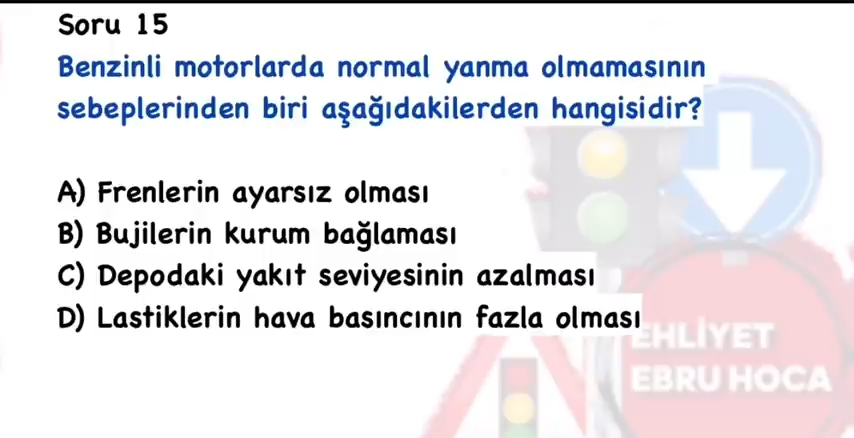 Soru 15
Benzinli motorlarda normal yanma olmamasının
sebeplerinden biri aşağıdakilerden hangisidir?
A) Frenlerin ayarsız olması
B) Bujilerin kurum bağlaması
C) Depodaki yakıt seviyesinin azalması
D) Lastiklerin hava basıncının fazla olması
EHLİYET
EBRU HOCA